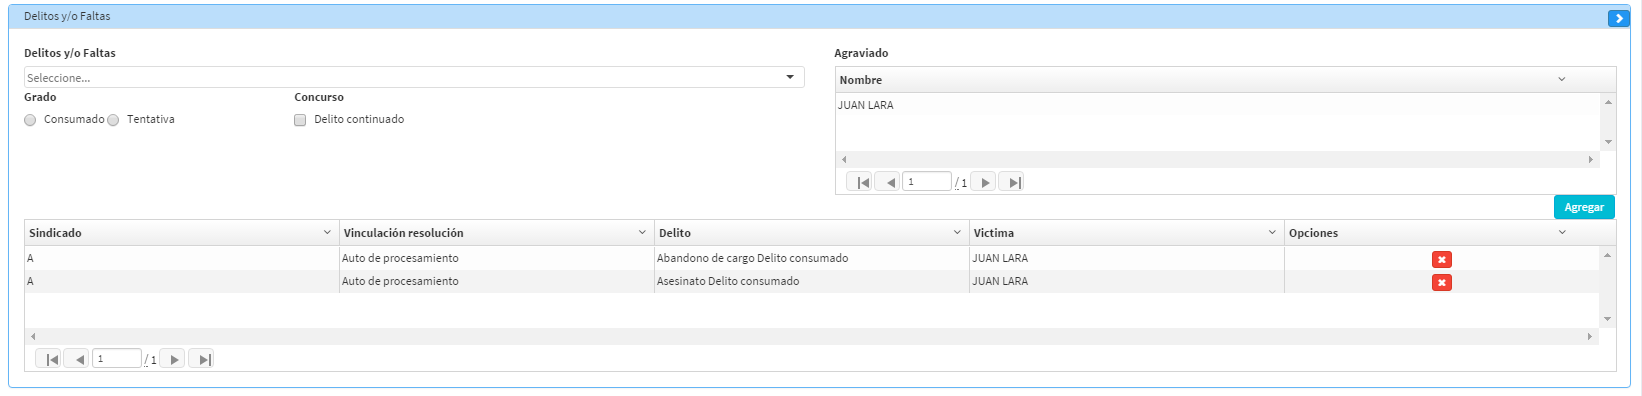 Delitos y/o Faltas
Delitos y/o Faltas
Seleccione...
Grado Concurso
Consumado Tentativa Delito continuado
Agraviado
Nombre
JUAN LARA
1 / 1
Agregar
Sindicado Vinculación resolución Delito Victima Opciones
A Auto de procesamiento Abandono de cargo Delito consumado JUAN LARA
A Auto de procesamiento Asesinato Delito consumado JUAN LARA
1 / 1